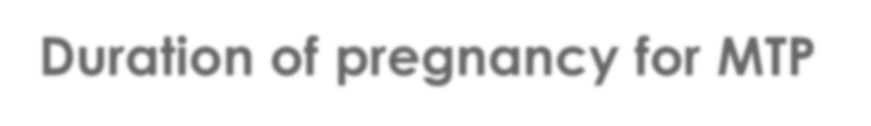 Duration of pregnancy for MTP